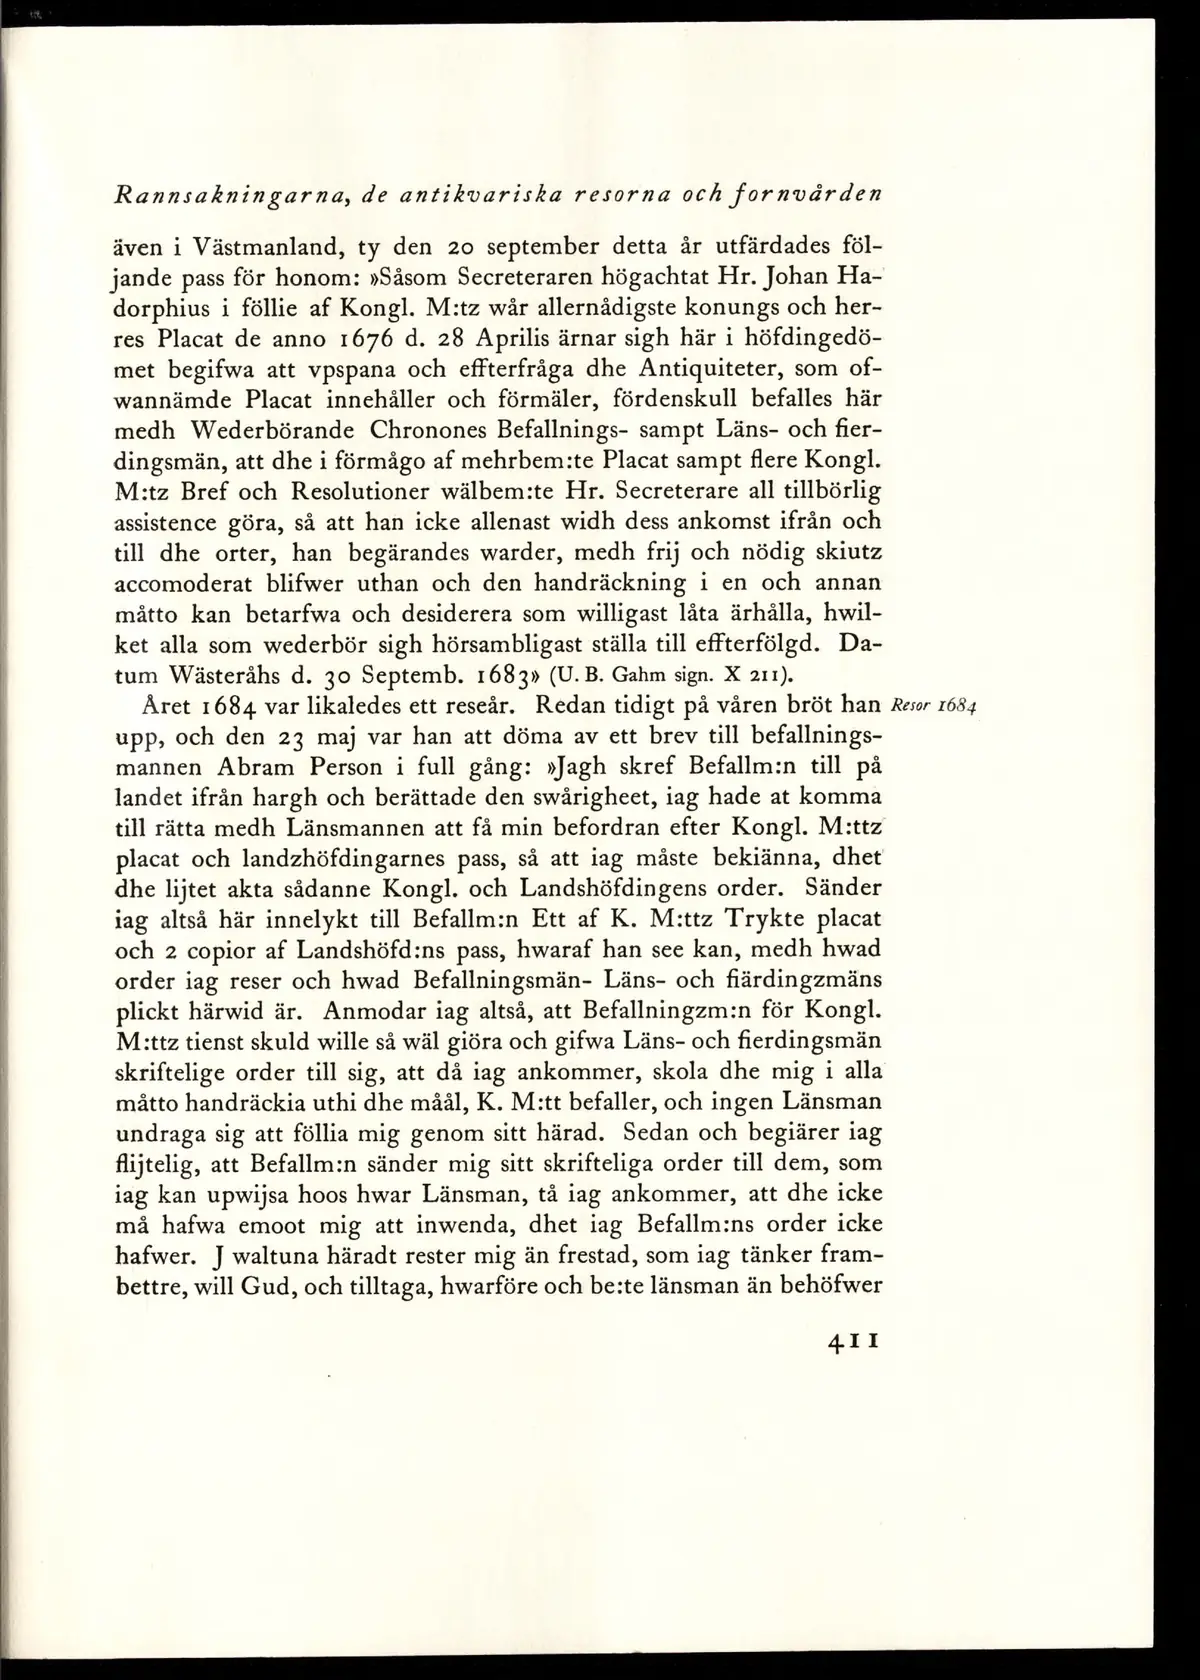 Rannsakningarna, de antikvariska resorna och fornvården
även i Västmanland, ty den 20 september detta år utfärdades föl-
jande pass för honom: »Såsom Secreteraren högachtat Hr. Johan Ha-
dorphius i föllie af Kongl. M:tz wår allernådigste konungs och her-
res Placat de anno 1676 d. 28 Aprilis ärnar sigh här i höfdingedö-
met begifwa att vpspana och effterfråga dhe Antiquiteter, som of-
wannämde Placat innehåller och förmäler, fördenskull befalles här
medh Wederbörande Chronones Befallnings- sampt Läns- och fier-
dingsmän, att dhe i förmågo af mehrbem:te Placat sampt flere Kongl.
M:tz Bref och Resolutioner wälbem:te Hr. Secreterare all tillbörlig
assistence göra, så att han icke allenast widh dess ankomst ifrån och
till dhe orter, han begärandes warder, medh frij och nödig skiutz
accomoderat blifwer uthan och den handräckning i en och annan
måtto kan betarfwa och desiderera som willigast låta ärhålla, hwil-
ket alla som wederbör sigh hörsambligast ställa till effterfölgd. Da-
tum Wästeråhs d. 30 Septemb. 1683» (U. B. Gahm sign. X 211).
Året 1684 var likaledes ett reseår. Redan tidigt på våren bröt han Resor 1684
upp, och den 23 maj var han att döma av ett brev till befallnings-
mannen Abram Person i full gång: »Jagh skref Befallm:n till på
landet ifrån hargh och berättade den swårigheet, iag hade at komma
till rätta medh Länsmannen att få min befordran efter Kongl. M:ttz
placat och landzhöfdingarnes pass, så att iag måste bekiänna, dhet
dhe lijtet akta sådanne Kongl. och Landshöfdingens order. Sänder
iag altså här innelykt till Befallm:n Ett af K. M:ttz Trykte placat
och 2 copior af Landshöfd:ns pass, hwaraf han see kan, medh hwad
order iag reser och hwad Befallningsmän- Läns- och fiärdingzmäns
plickt härwid är. Anmodar iag altså, att Befallningzm:n för Kongl.
M:ttz tienst skuld wille så wäl giöra och gifwa Läns- och fierdingsmän
skriftelige order till sig, att då iag ankommer, skola dhe mig i alla
måtto handräckia uthi dhe måål, K. M:tt befaller, och ingen Länsman
undraga sig att föllia mig genom sitt härad. Sedan och begiärer iag
flijtelig, att Befallm:n sänder mig sitt skrifteliga order till dem, som
iag kan upwijsa hoos hwar Länsman, tå iag ankommer, att dhe icke
må hafwa emoot mig att inwenda, dhet iag Befallm:ns order icke
hafwer. J waltuna häradt rester mig än frestad, som iag tänker fram-
bettre, will Gud, och tilltaga, hwarföre och be:te länsman än behöfwer
411